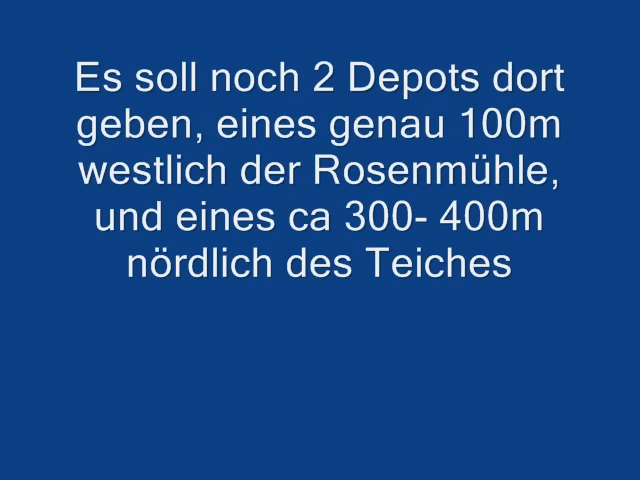 Es soll noch 2 Depots dort
geben, eines genau 100m
westlich der Rosenmühle,
und eines ca 300- 400m
nördlich des Teiches